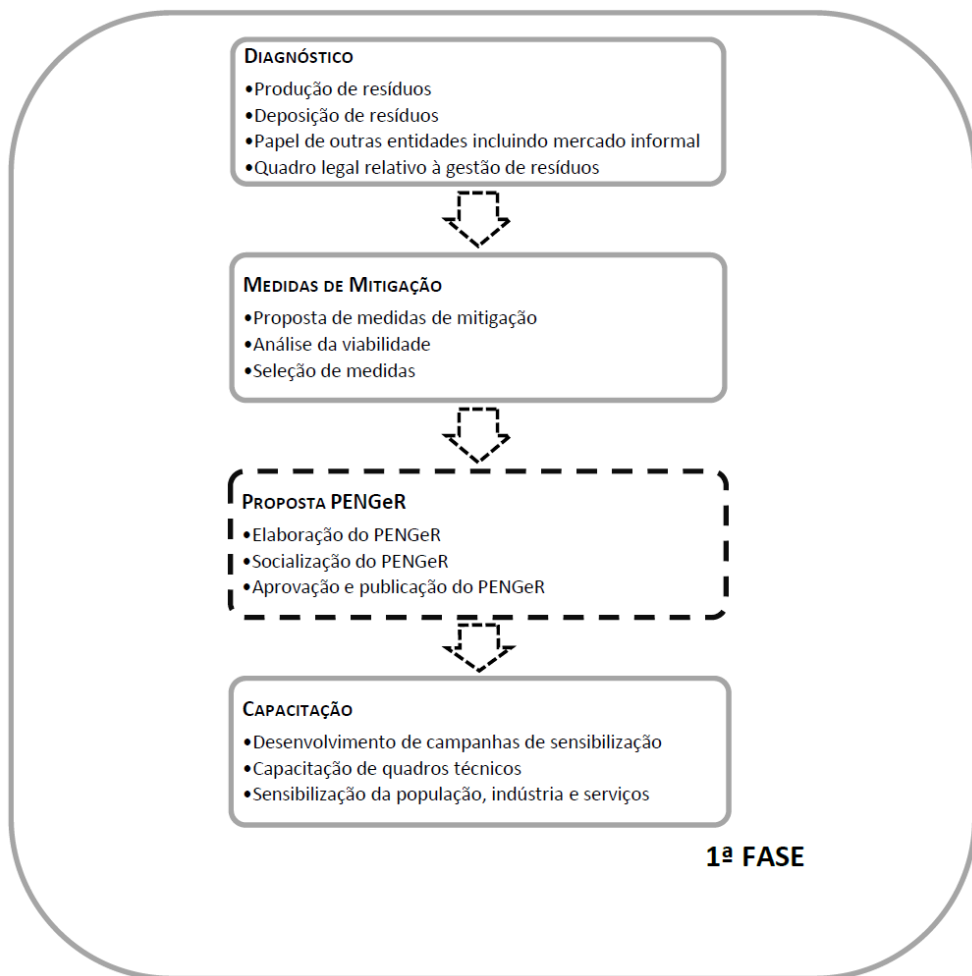 DIAGNÓSTICO
•Produção de resíduos
•Deposição de resíduos
•Papel de outras entidades incluindo mercado informal
•Quadro legal relativo à gestão de resíduos
MEDIDAS DE MITIGAÇÃO
•Proposta de medidas de mitigação
•Análise da viabilidade
•Seleção de medidas
PROPOSTA PENGeR
•Elaboração do PENGeR
•Socialização do PENGeR
•Aprovação e publicação do PENGeR
CAPACITAÇÃO
•Desenvolvimento de campanhas de sensibilização
•Capacitação de quadros técnicos
•Sensibilização da população, indústria e serviços
1ª FASE